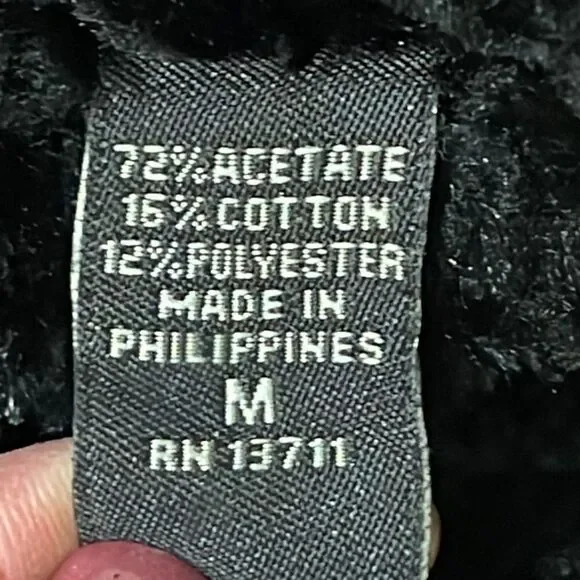 72% ACETATE
16% COTTON
12% POLYESTER
MADE IN
PHILIPPINES
M
RN 13711